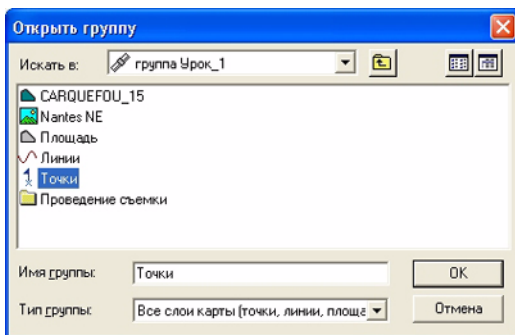 Открыть группу
Искать в: группа Урок_1
CARQUEFOU_15
Nantes NE
Площадь
Линии
Точки
Проведение съемки
Имя группы: Точки OK
Тип группы: Все слои карты (точки, линии, площа Отмена